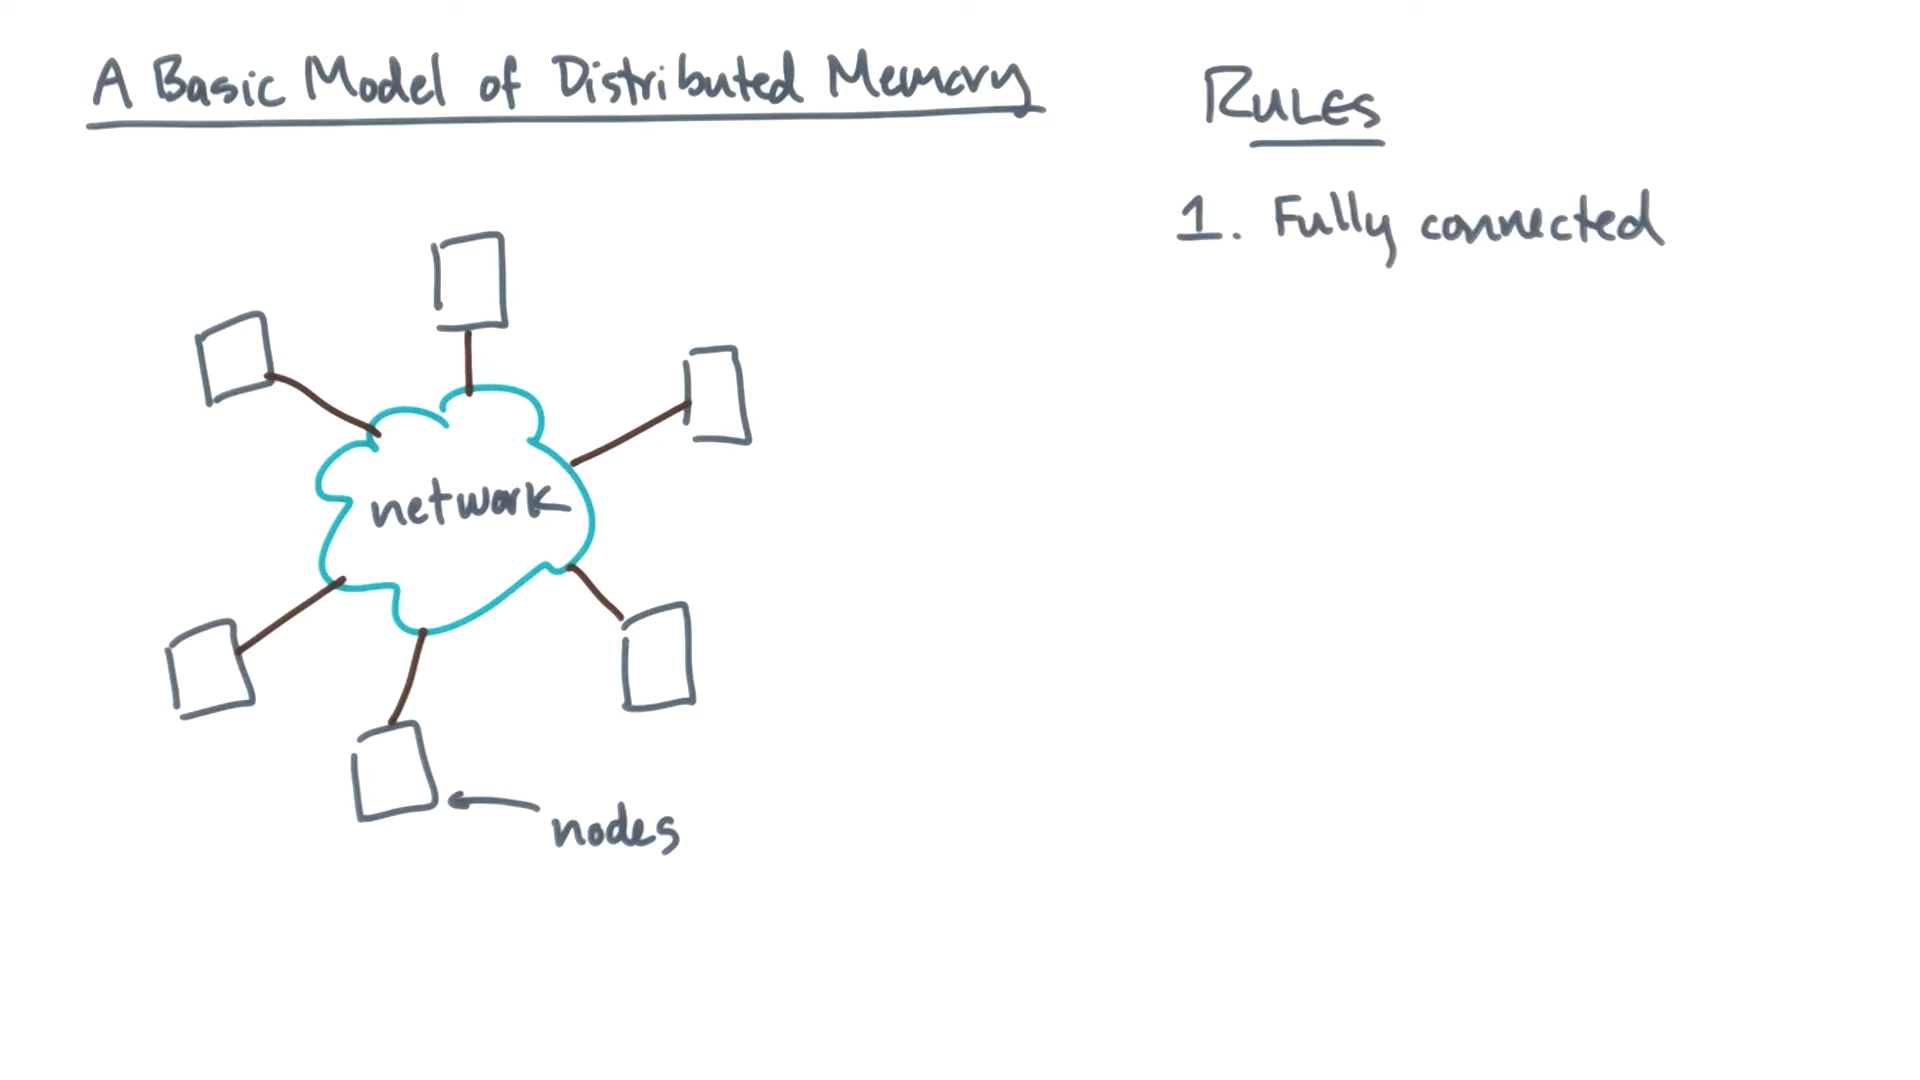 A Basic Model of Distributed Memory
RULES
1. Fully connected
network
nodes